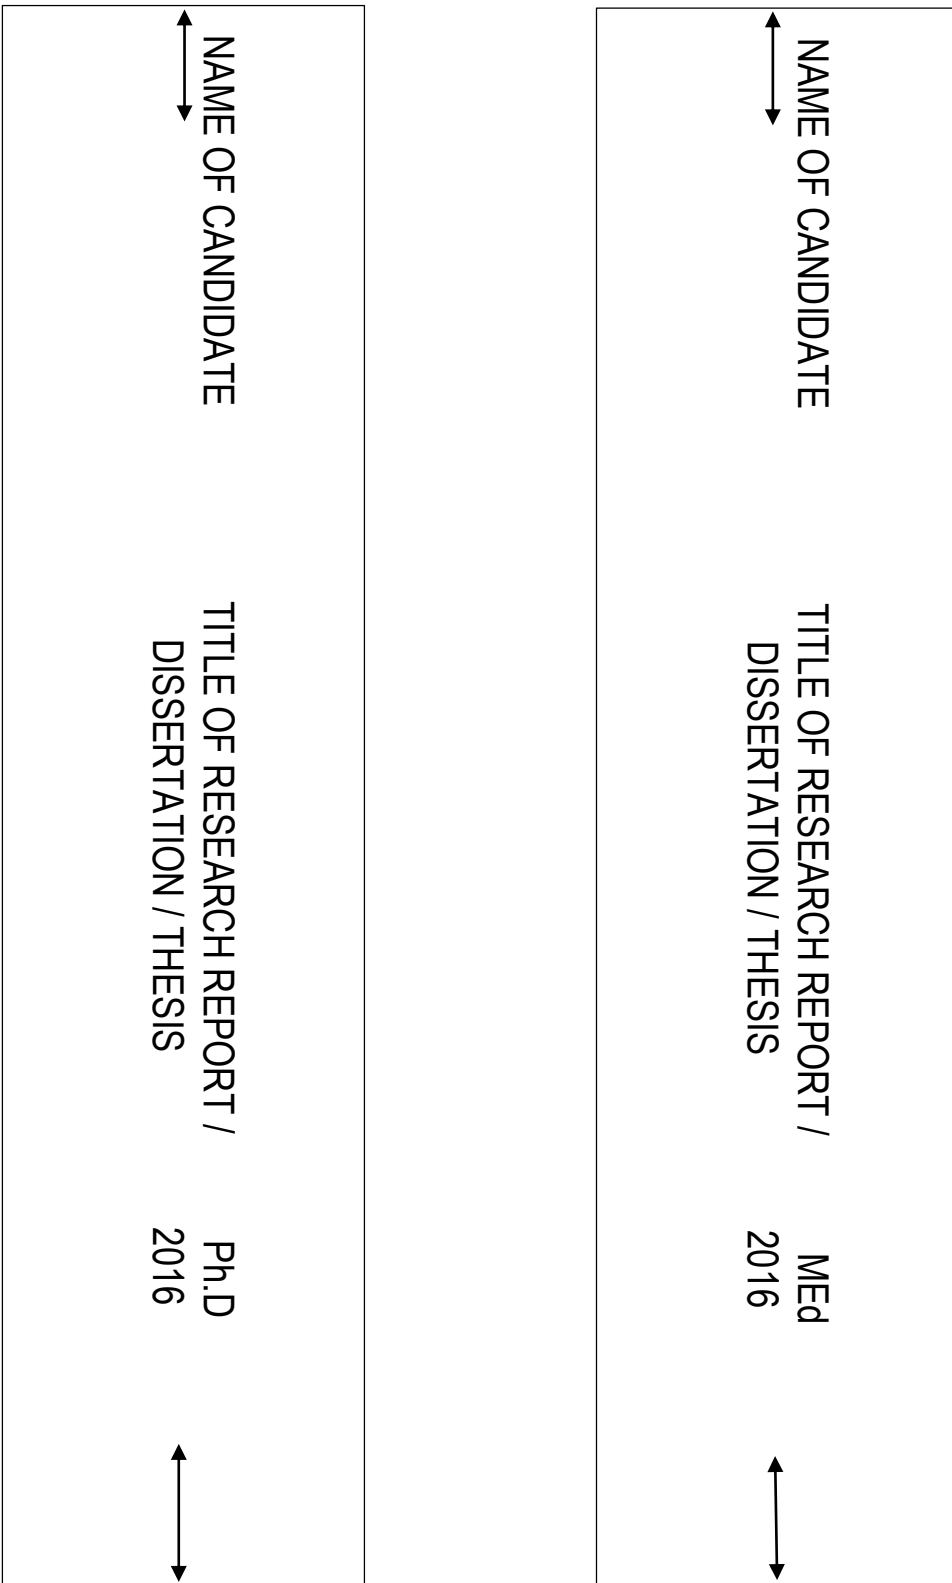 NAME OF CANDIDATE
TITLE OF RESEARCH REPORT /
DISSERTATION / THESIS
Ph.D
2016
NAME OF CANDIDATE
TITLE OF RESEARCH REPORT /
DISSERTATION / THESIS
MEd
2016